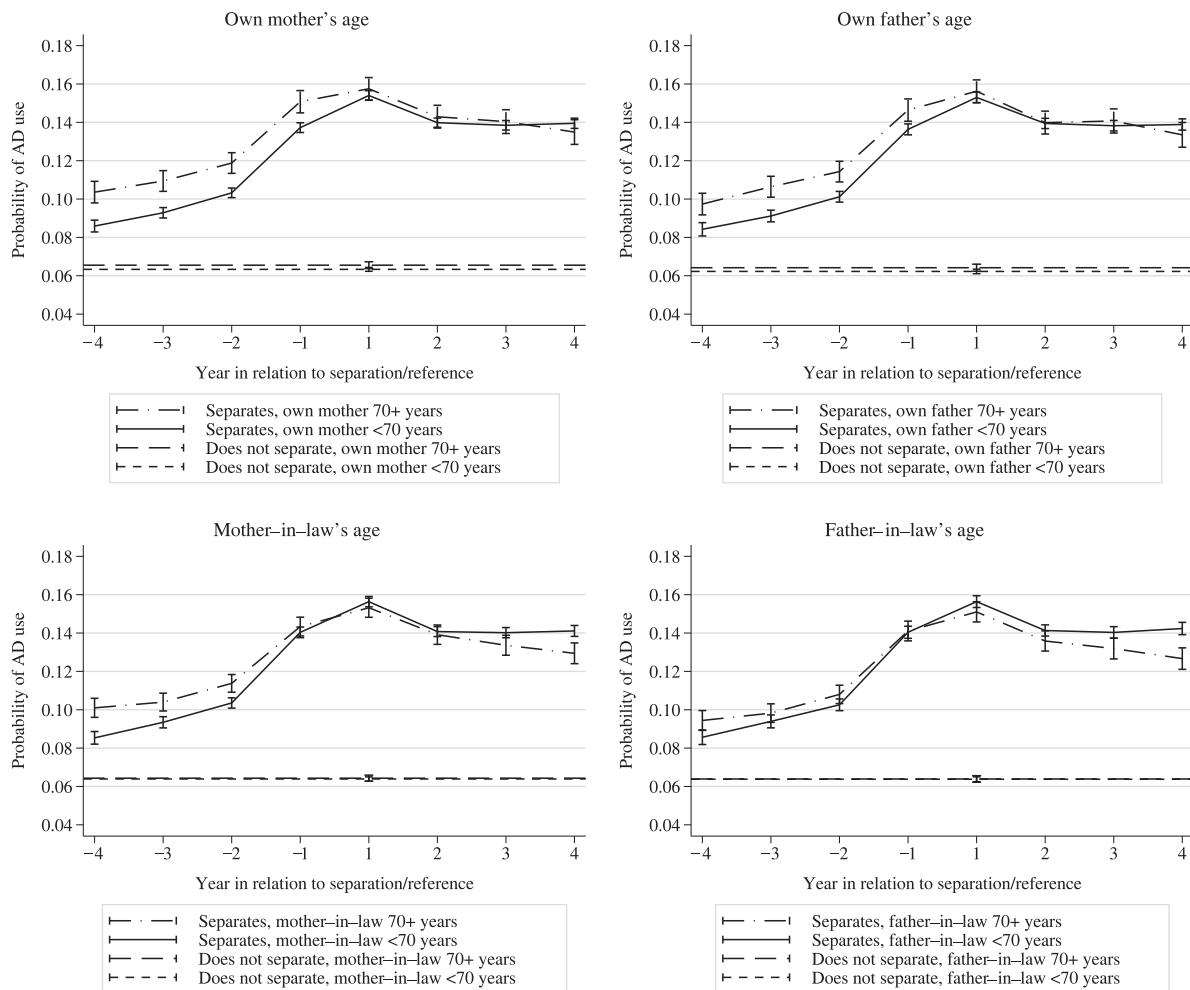 Own mother's age
0.18
0.16
0.14
0.12
0.10
0.08
0.06
0.04
Probability of AD use
−4 −3 −2 −1 1 2 3 4
Year in relation to separation/reference
Separates, own mother 70+ years
Separates, own mother <70 years
Does not separate, own mother 70+ years
Does not separate, own mother <70 years
Own father's age
0.18
0.16
0.14
0.12
0.10
0.08
0.06
0.04
Probability of AD use
−4 −3 −2 −1 1 2 3 4
Year in relation to separation/reference
Separates, own father 70+ years
Separates, own father <70 years
Does not separate, own father 70+ years
Does not separate, own father <70 years
Mother–in–law's age
0.18
0.16
0.14
0.12
0.10
0.08
0.06
0.04
Probability of AD use
−4 −3 −2 −1 1 2 3 4
Year in relation to separation/reference
Separates, mother–in–law 70+ years
Separates, mother–in–law <70 years
Does not separate, mother–in–law 70+ years
Does not separate, mother–in–law <70 years
Father–in–law's age
0.18
0.16
0.14
0.12
0.10
0.08
0.06
0.04
Probability of AD use
−4 −3 −2 −1 1 2 3 4
Year in relation to separation/reference
Separates, father–in–law 70+ years
Separates, father–in–law <70 years
Does not separate, father–in–law 70+ years
Does not separate, father–in–law <70 years